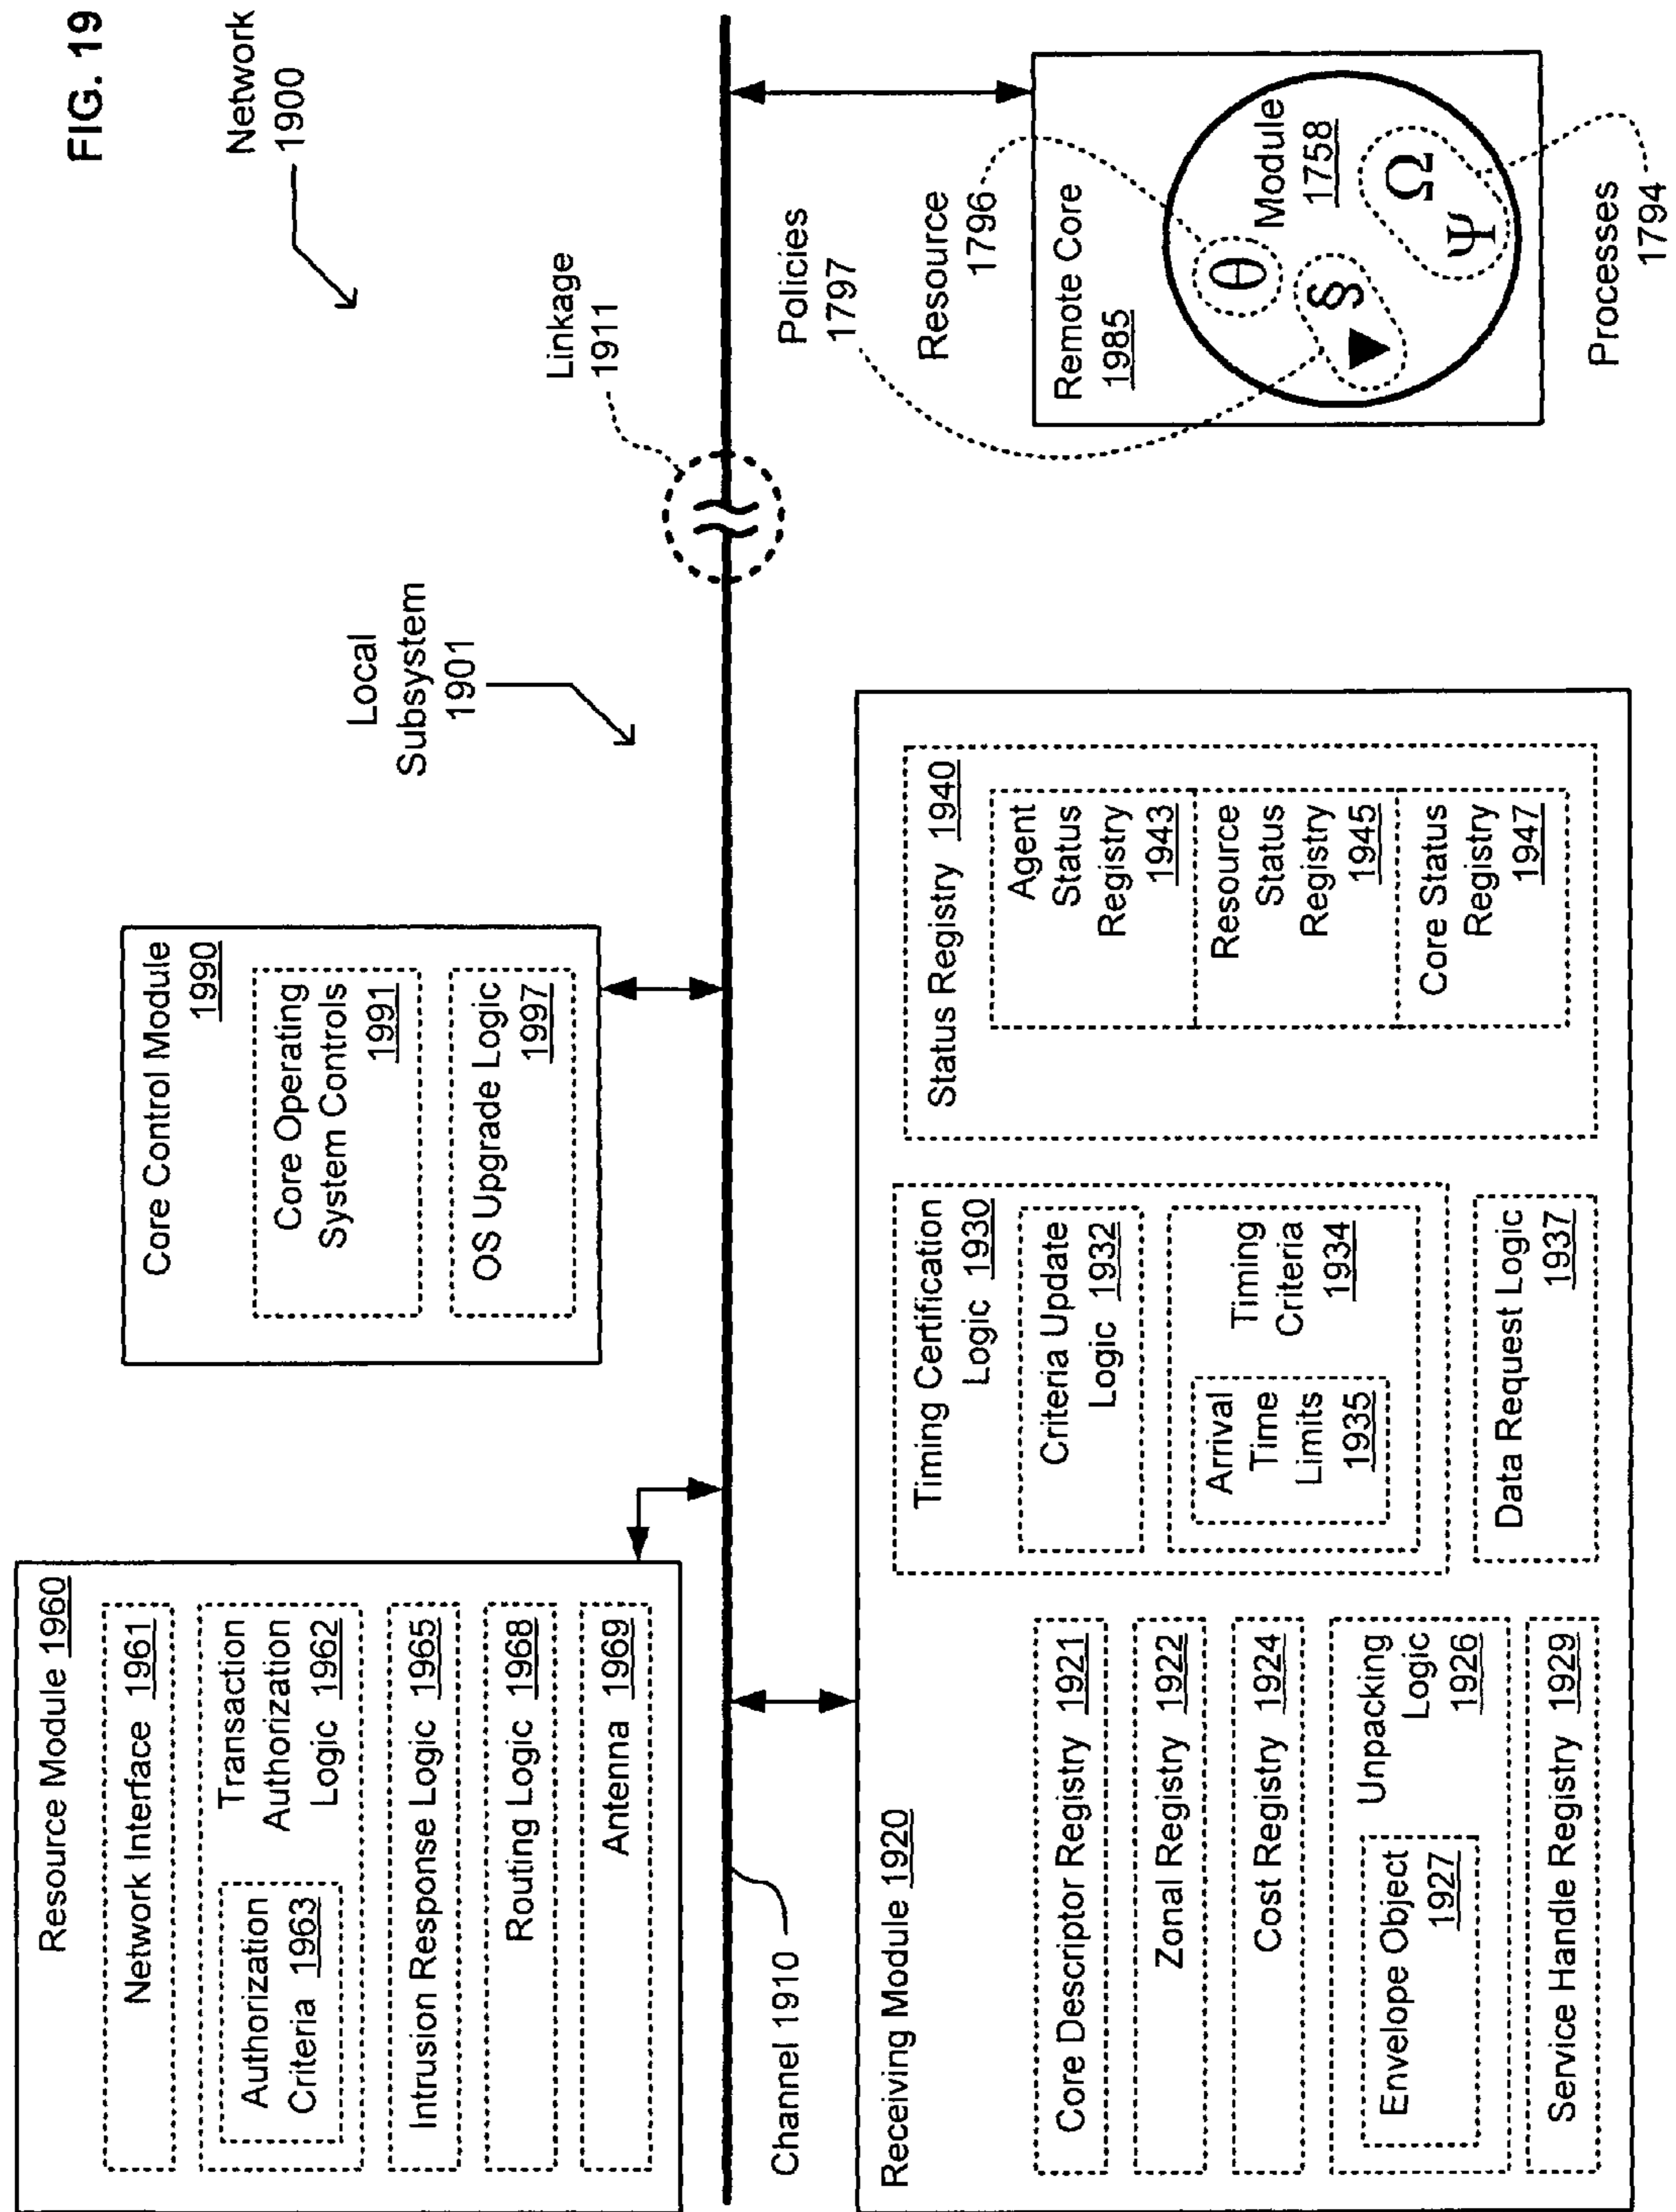 FIG. 19
Network
1900
Resource Module 1960
Network Interface 1961
Transaction
Authorization
Logic 1962
Authorization
Criteria 1963
Intrusion Response Logic 1965
Routing Logic 1968
Antenna 1969
Core Control Module
1990
Core Operating
System Controls
1991
OS Upgrade Logic
1997
Local
Subsystem
1901
Linkage
1911
Channel 1910
Receiving Module 1920
Core Descriptor Registry 1921
Zonal Registry 1922
Cost Registry 1924
Unpacking
Logic
1926
Envelope Object
1927
Service Handle Registry 1929
Timing Certification
Logic 1930
Criteria Update
Logic 1932
Timing
Criteria
1934
Arrival
Time
Limits
1935
Data Request Logic
1937
Status Registry 1940
Agent
Status
Registry
1943
Resource
Status
Registry
1945
Core Status
Registry
1947
Policies
1797
Resource
1796
Remote Core
1985
Module
1758
θ
§
Ψ Ω
Processes
1794